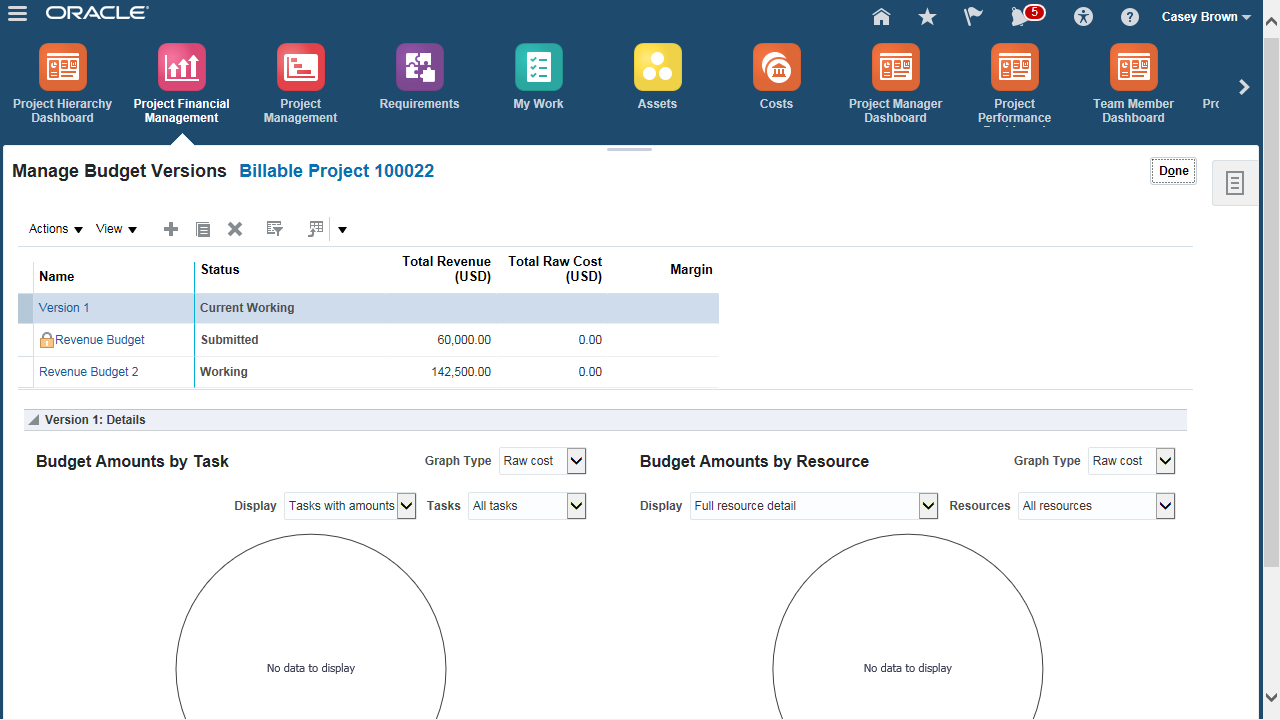 ORACLE
5
Casey Brown
Project Hierarchy
Dashboard
Project Financial
Management
Project
Management
Requirements
My Work
Assets
Costs
Project Manager
Dashboard
Project
Performance
Team Member
Dashboard
Manage Budget Versions Billable Project 100022
Done
Actions View
Name Status Total Revenue (USD) Total Raw Cost (USD) Margin
Version 1 Current Working
Revenue Budget Submitted 60,000.00 0.00
Revenue Budget 2 Working 142,500.00 0.00
Version 1: Details
Budget Amounts by Task Graph Type Raw cost
Display Tasks with amounts Tasks All tasks
No data to display
Budget Amounts by Resource Graph Type Raw cost
Display Full resource detail Resources All resources
No data to display